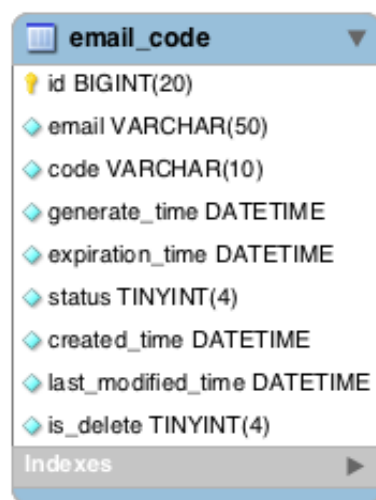 email_code
id BIGINT(20)
email VARCHAR(50)
code VARCHAR(10)
generate_time DATETIME
expiration_time DATETIME
status TINYINT(4)
created_time DATETIME
last_modified_time DATETIME
is_delete TINYINT(4)
Indexes